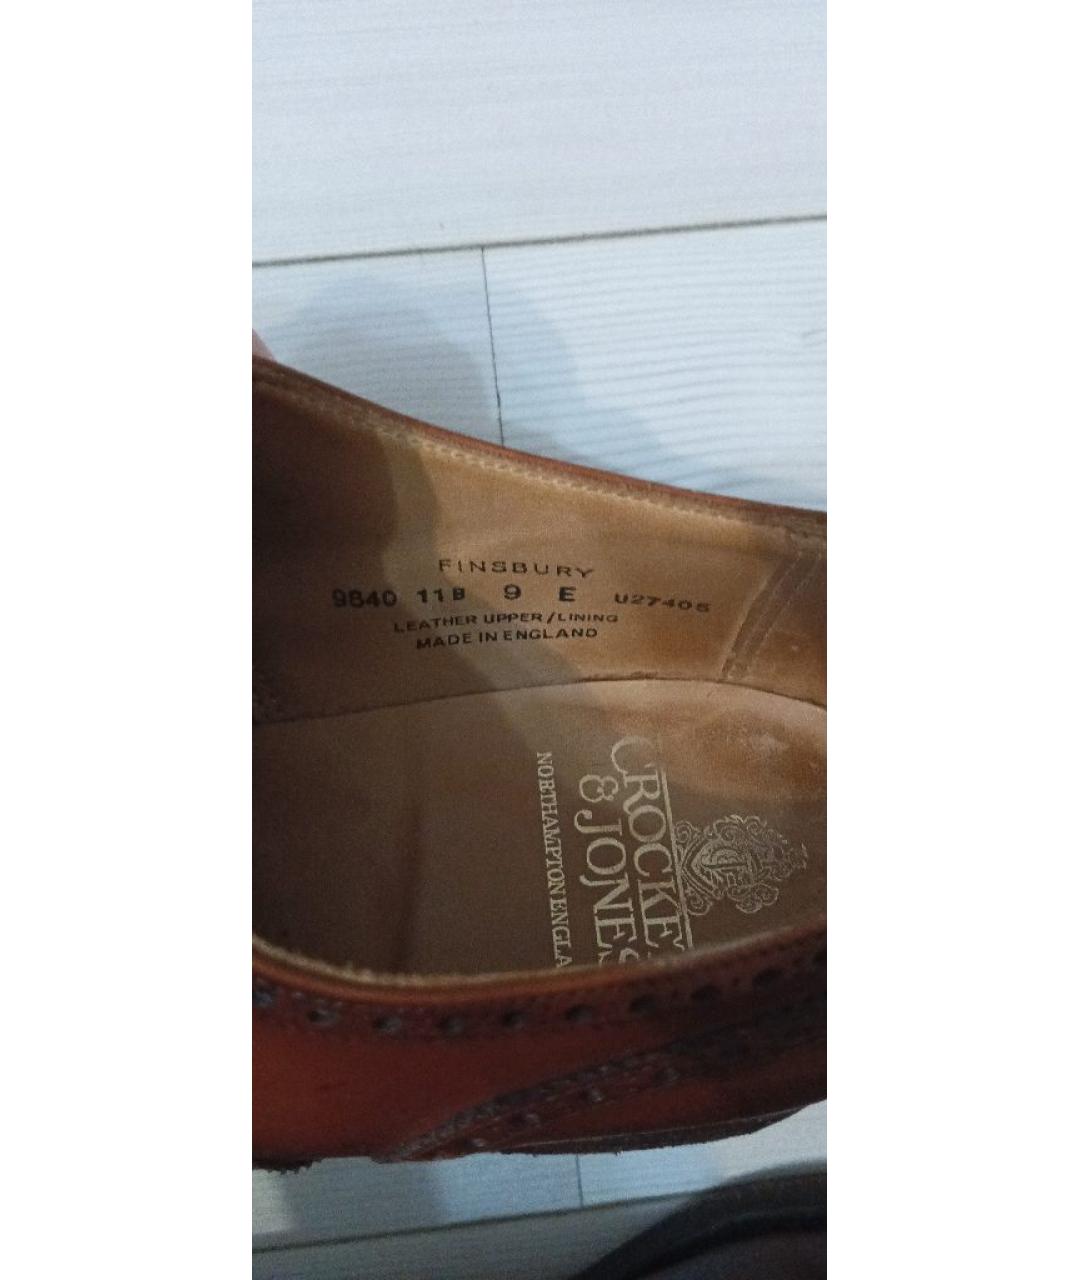 FINSBURY
9840 11B 9 E U27405
LEATHER UPPER/LINING
MADE IN ENGLAND
CROCKE
& JONES
NORTHAMPTON ENGLA